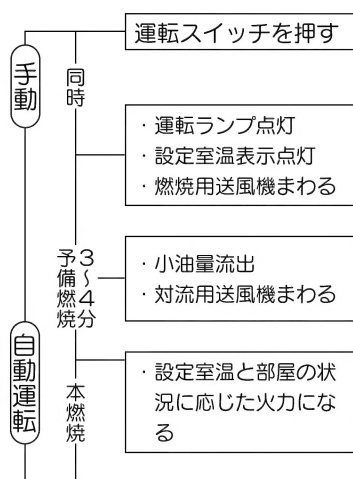 運転スイッチを押す
手動
同時
・運転ランプ点灯
・設定室温表示点灯
・燃焼用送風機まわる
3～4分
予備燃焼
・小油量流出
・対流用送風機まわる
自動運転
本燃焼
・設定室温と部屋の状
況に応じた火力にな
る